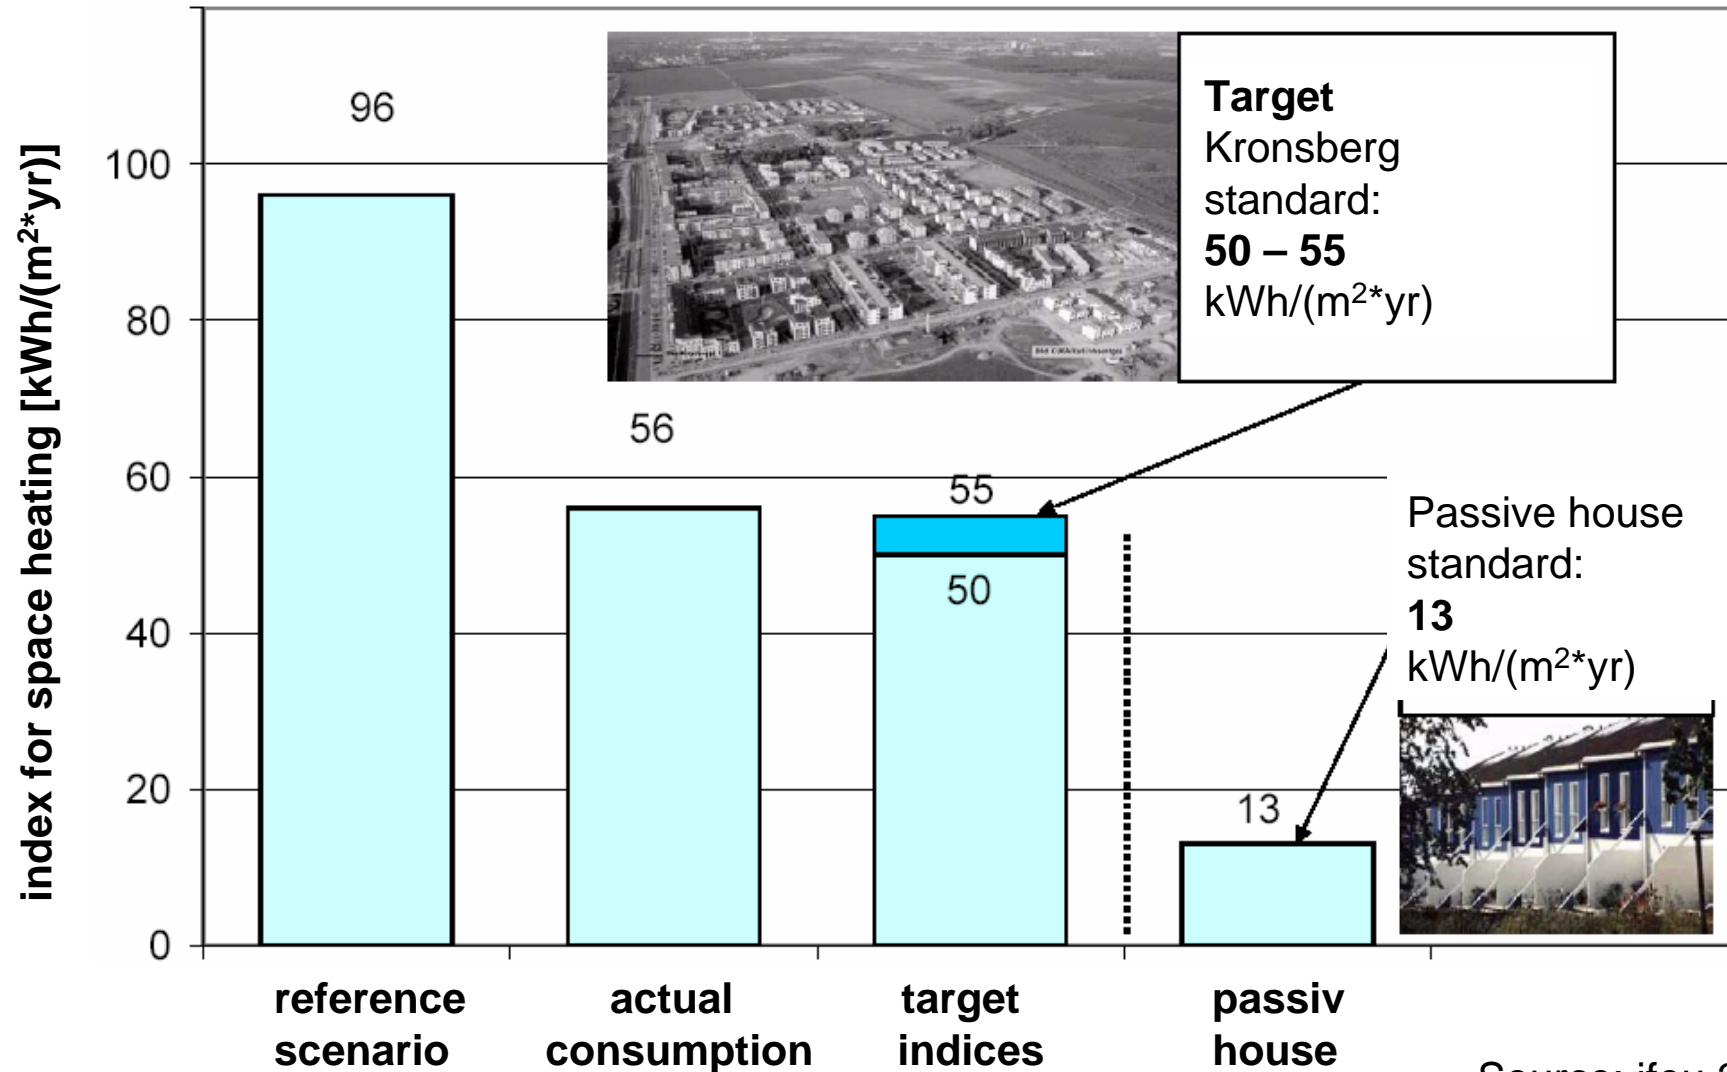 index for space heating [kWh/(m²*yr)]
100
80
60
40
20
0
96
56
55
50
13
Target
Kronsberg
standard:
50 – 55
kWh/(m²*yr)
Passive house
standard:
13
kWh/(m²*yr)
reference
scenario
actual
consumption
target
indices
passiv
house